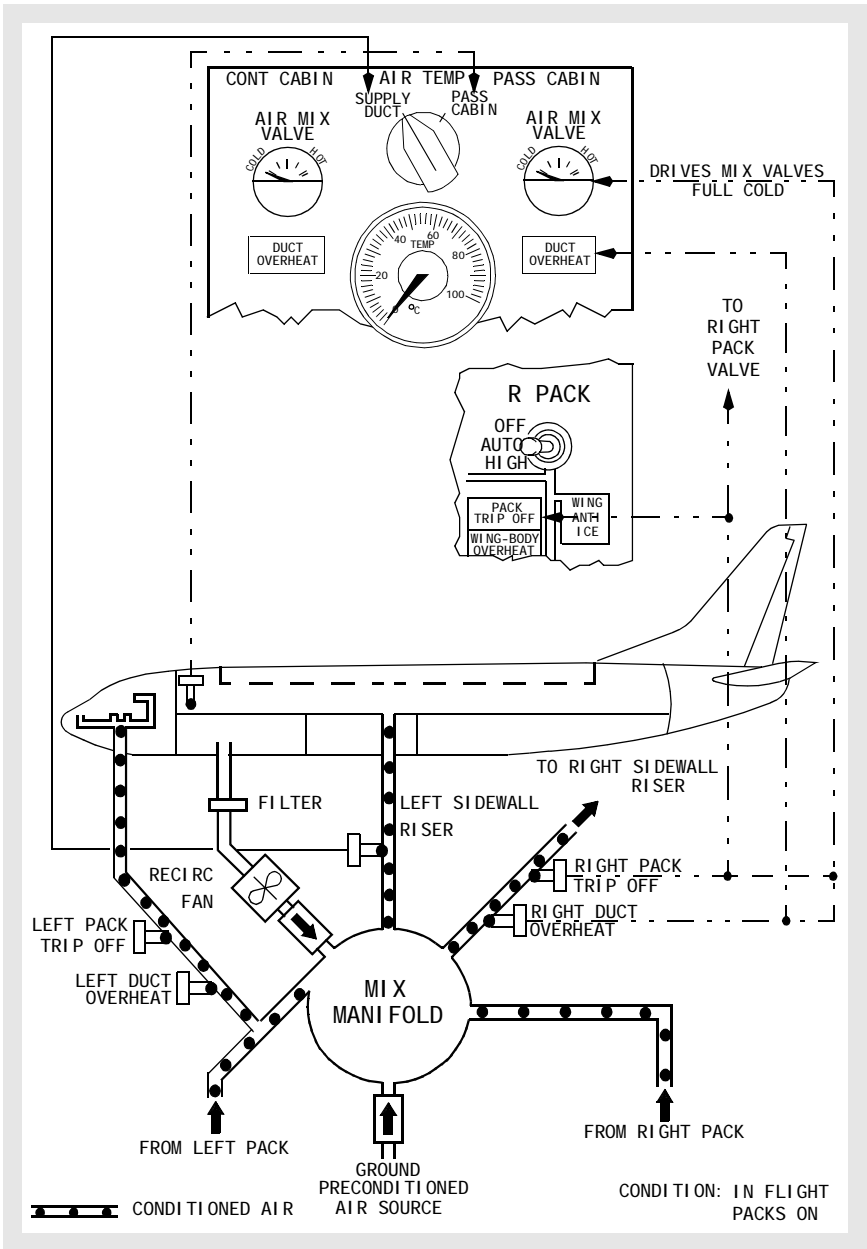 CONT CABIN AIR TEMP PASS CABIN
SUPPLY
DUCT
PASS
CABIN
AIR MIX
VALVE
COLD HOT
AIR MIX
VALVE
COLD HOT
DRIVES MIX VALVES
FULL COLD
DUCT
OVERHEAT
DUCT
OVERHEAT
TEMP
0 20 40 60 80 100
°C
TO
RIGHT
PACK
VALVE
R PACK
OFF
AUTO
HIGH
PACK
TRIP OFF
WING-BODY
OVERHEAT
WING
ANTI
ICE
TO RIGHT SIDEWALL
RISER
FILTER
LEFT SIDEWALL
RISER
RECIRC
FAN
RIGHT PACK
TRIP OFF
LEFT PACK
TRIP OFF
RIGHT DUCT
OVERHEAT
LEFT DUCT
OVERHEAT
MIX
MANIFOLD
FROM LEFT PACK
FROM RIGHT PACK
GROUND
PRECONDITIONED
AIR SOURCE
CONDITIONED AIR
CONDITION: IN FLIGHT
PACKS ON